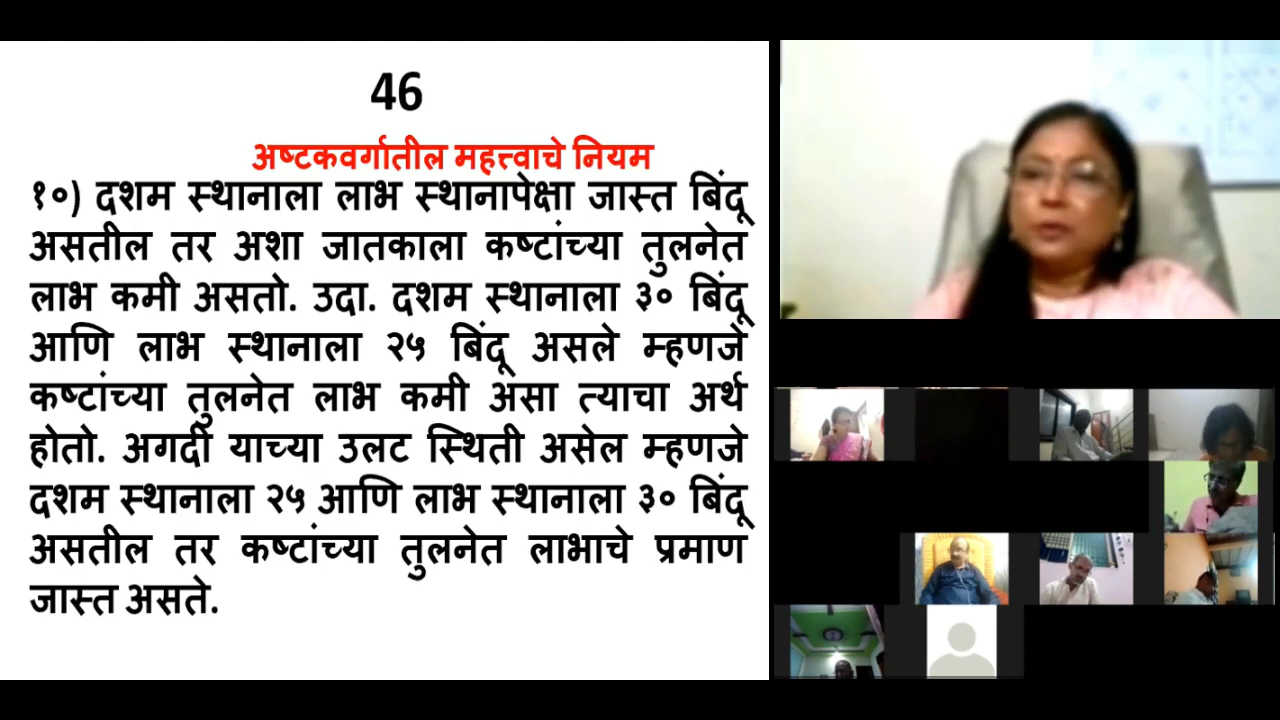 46
अष्टकवर्गातील महत्त्वाचे नियम
१०) दशम स्थानाला लाभ स्थानापेक्षा जास्त बिंदू
असतील तर अशा जातकाला कष्टांच्या तुलनेत
लाभ कमी असतो. उदा. दशम स्थानाला ३० बिंदू
आणि लाभ स्थानाला २५ बिंदू असले म्हणजे
कष्टांच्या तुलनेत लाभ कमी असा त्याचा अर्थ
होतो. अगदी याच्या उलट स्थिती असेल म्हणजे
दशम स्थानाला २५ आणि लाभ स्थानाला ३० बिंदू
असतील तर कष्टांच्या तुलनेत लाभाचे प्रमाण
जास्त असते.